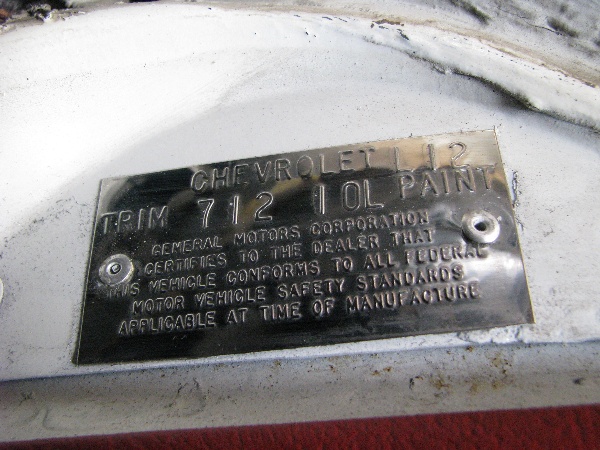 CHEVROLET L12
TRIM 712 10L PAINT
GENERAL MOTORS CORPORATION
CERTIFIES TO THE DEALER THAT
THIS VEHICLE CONFORMS TO ALL FEDERAL
MOTOR VEHICLE SAFETY STANDARDS
APPLICABLE AT TIME OF MANUFACTURE